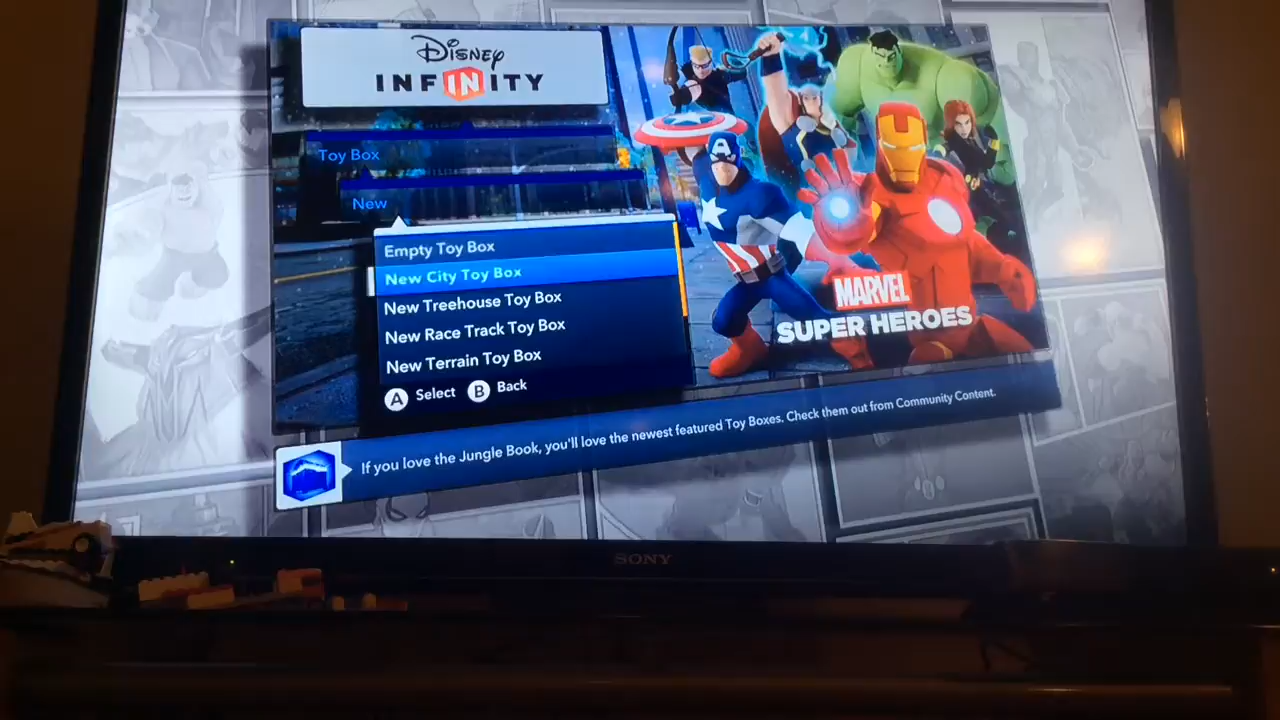 Disney
INFINITY
Toy Box
New
Empty Toy Box
New City Toy Box
New Treehouse Toy Box
New Race Track Toy Box
New Terrain Toy Box
A Select B Back
A
MARVEL
SUPER HEROES
If you love the Jungle Book, you'll love the newest featured Toy Boxes. Check them out from Community Content.
SONY